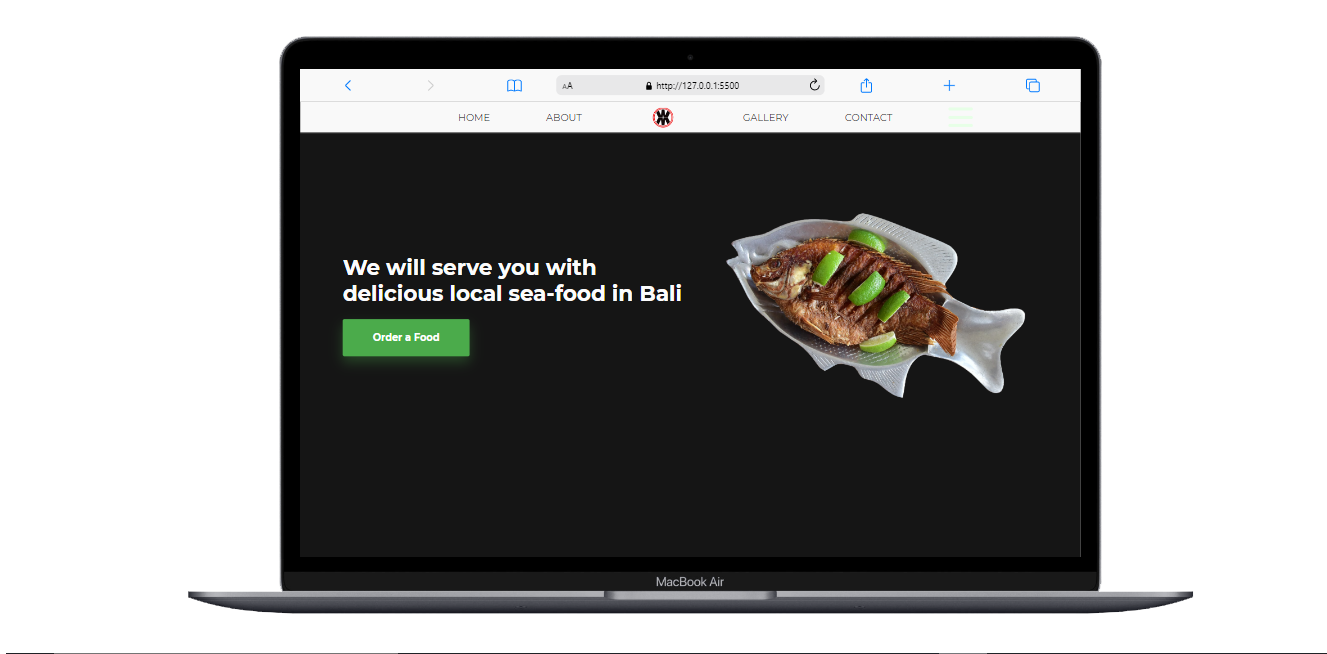 AA http://127.0.0.1:5500
HOME ABOUT GALLERY CONTACT
We will serve you with
delicious local sea-food in Bali
Order a Food
MacBook Air